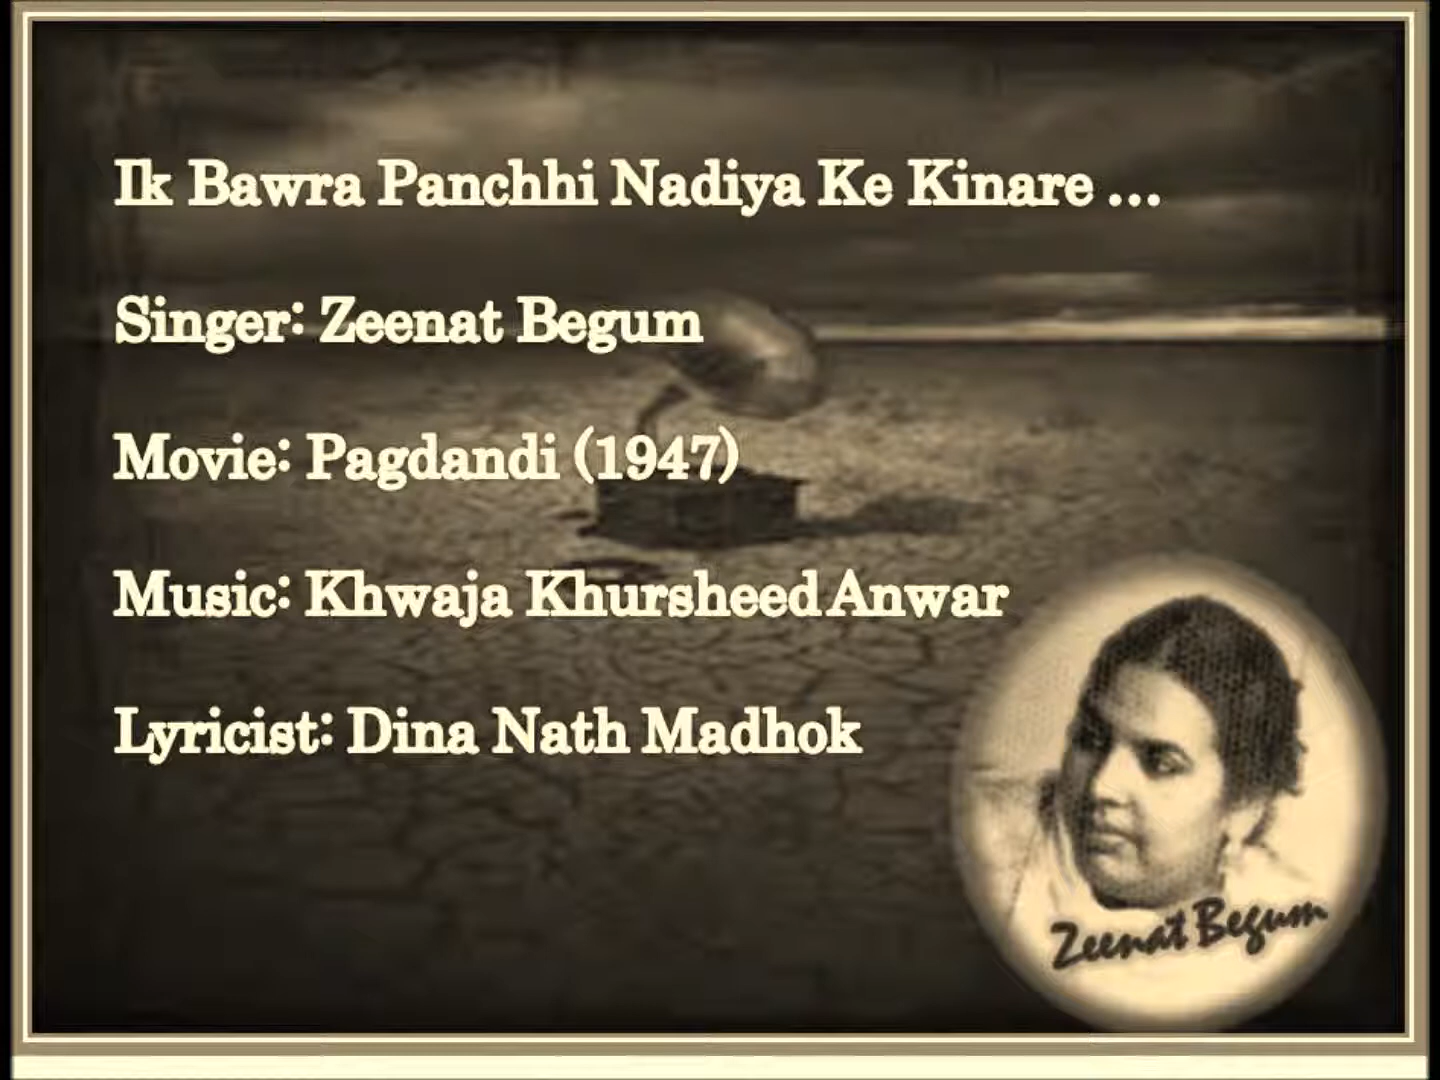 Ik Bawra Panchhi Nadiya Ke Kinare ...
Singer: Zeenat Begum
Movie: Pagdandi (1947)
Music: Khwaja Khursheed Anwar
Lyricist: Dina Nath Madhok
Zeenat Begum